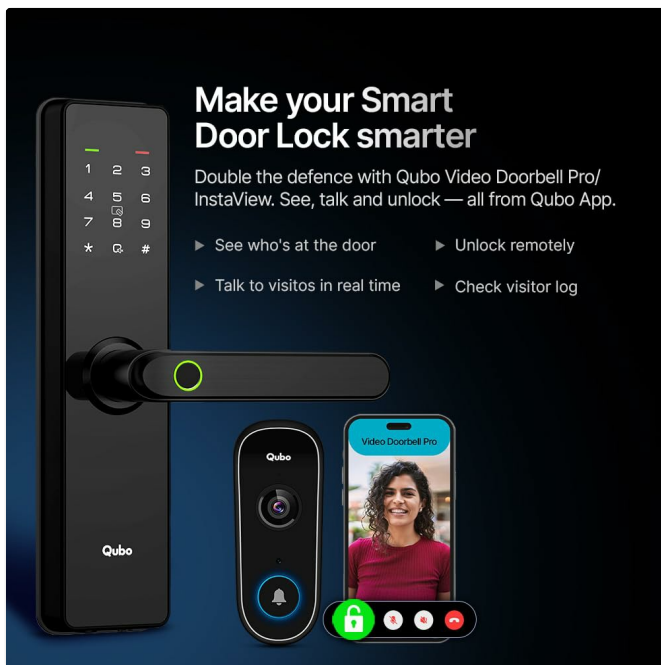 Make your Smart
Door Lock smarter
Double the defence with Qubo Video Doorbell Pro/
InstaView. See, talk and unlock — all from Qubo App.
See who's at the door
Unlock remotely
Talk to visitos in real time
Check visitor log
1 2 3
4 5 6
7 8 9
* #
Qubo
Qubo
Video Doorbell Pro